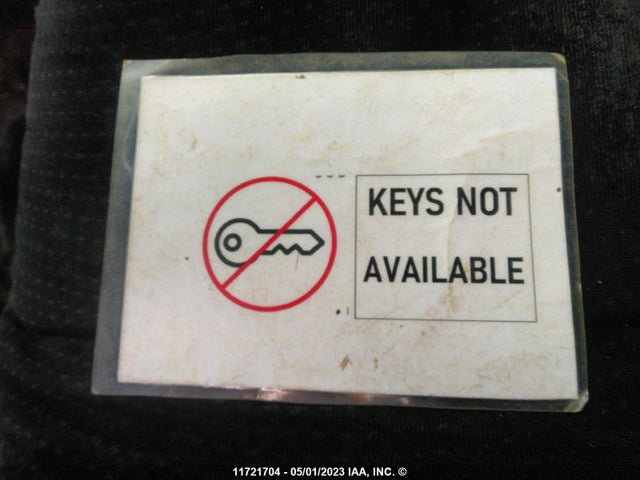 KEYS NOT
AVAILABLE
11721704 - 05/01/2023 IAA, INC. ©